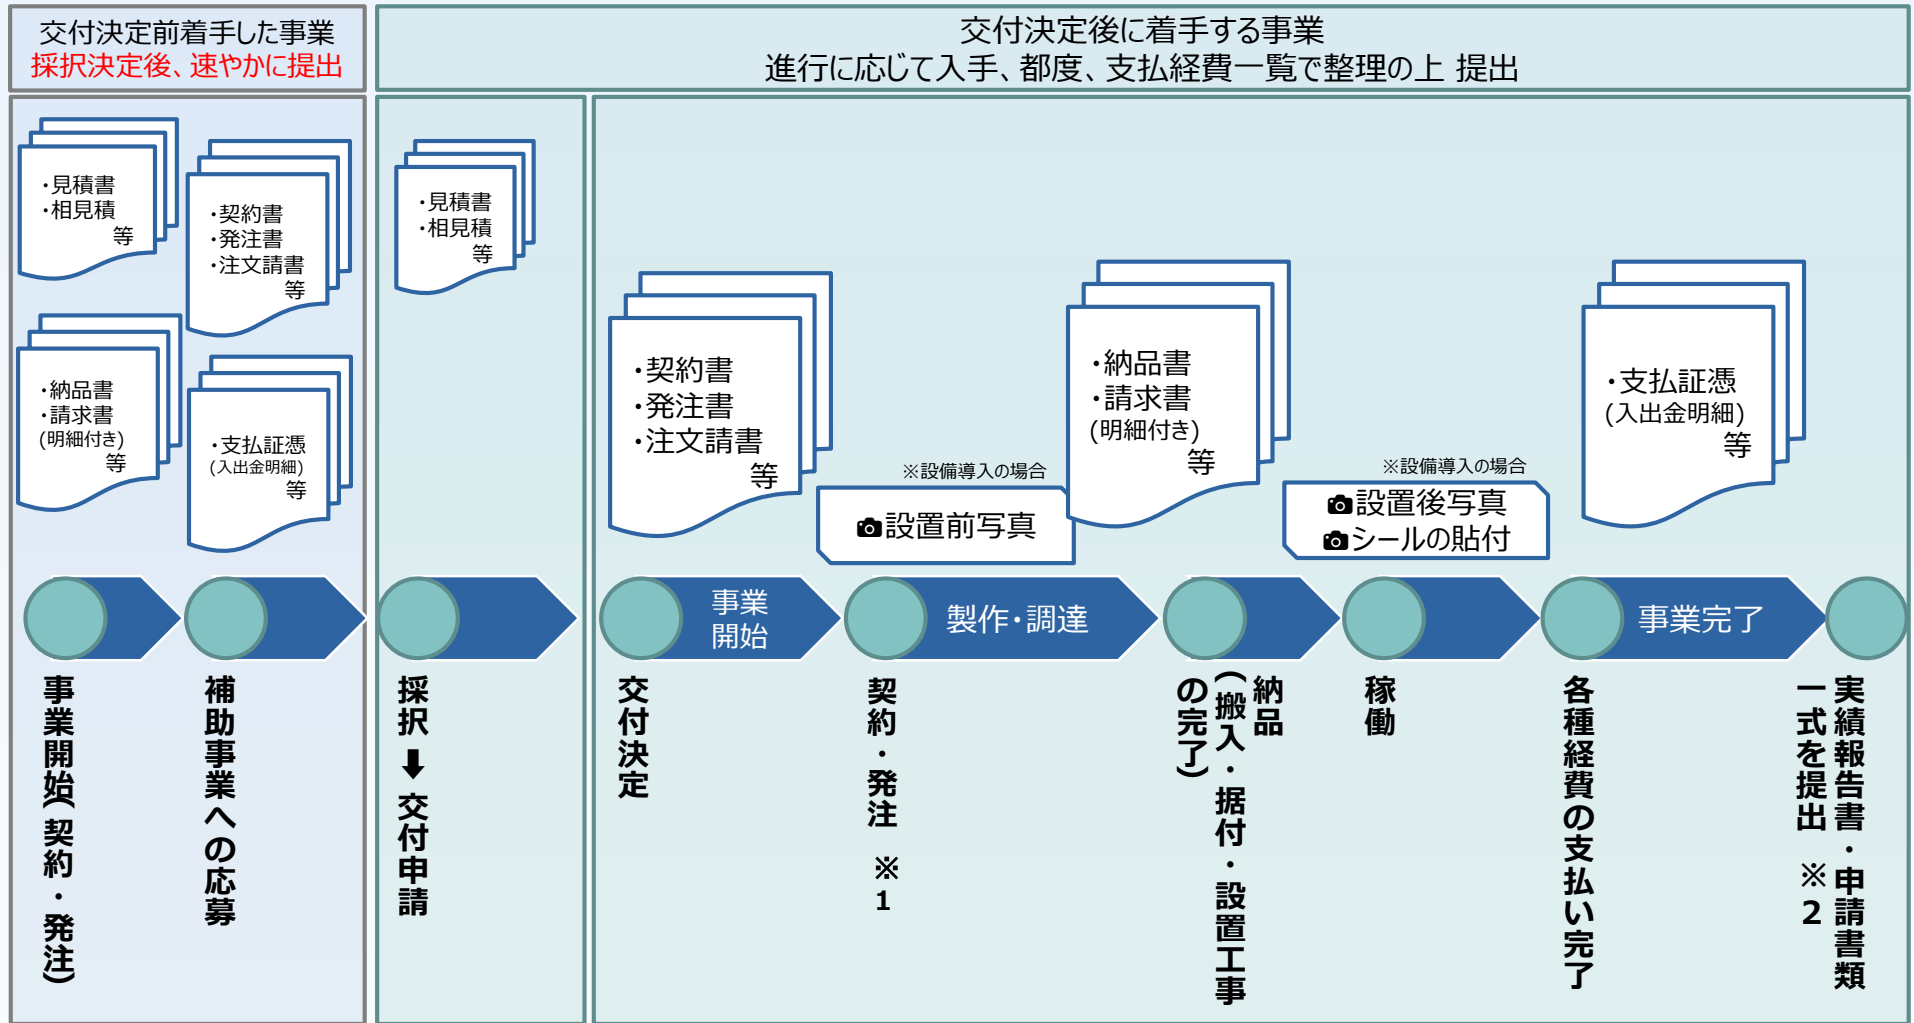 交付決定前着手した事業
採択決定後、速やかに提出
交付決定後に着手する事業
進行に応じて入手、都度、支払経費一覧で整理の上 提出
・見積書
・相見積
等
・契約書
・発注書
・注文請書
等
・納品書
・請求書
(明細付き)
等
・支払証憑
(入出金明細)
等
・見積書
・相見積
等
・契約書
・発注書
・注文請書
等
※設備導入の場合
設置前写真
・納品書
・請求書
(明細付き)
等
※設備導入の場合
設置後写真
シールの貼付
・支払証憑
(入出金明細)
等
事業
開始
製作・調達
事業完了
事業開始(契約・発注)
補助事業への応募
採択➡交付申請
交付決定
契約・発注 ※1
納品
(搬入・据付・設置工事
の完了)
稼働
各種経費の支払い完了
実績報告書・申請書類
一式を提出 ※2